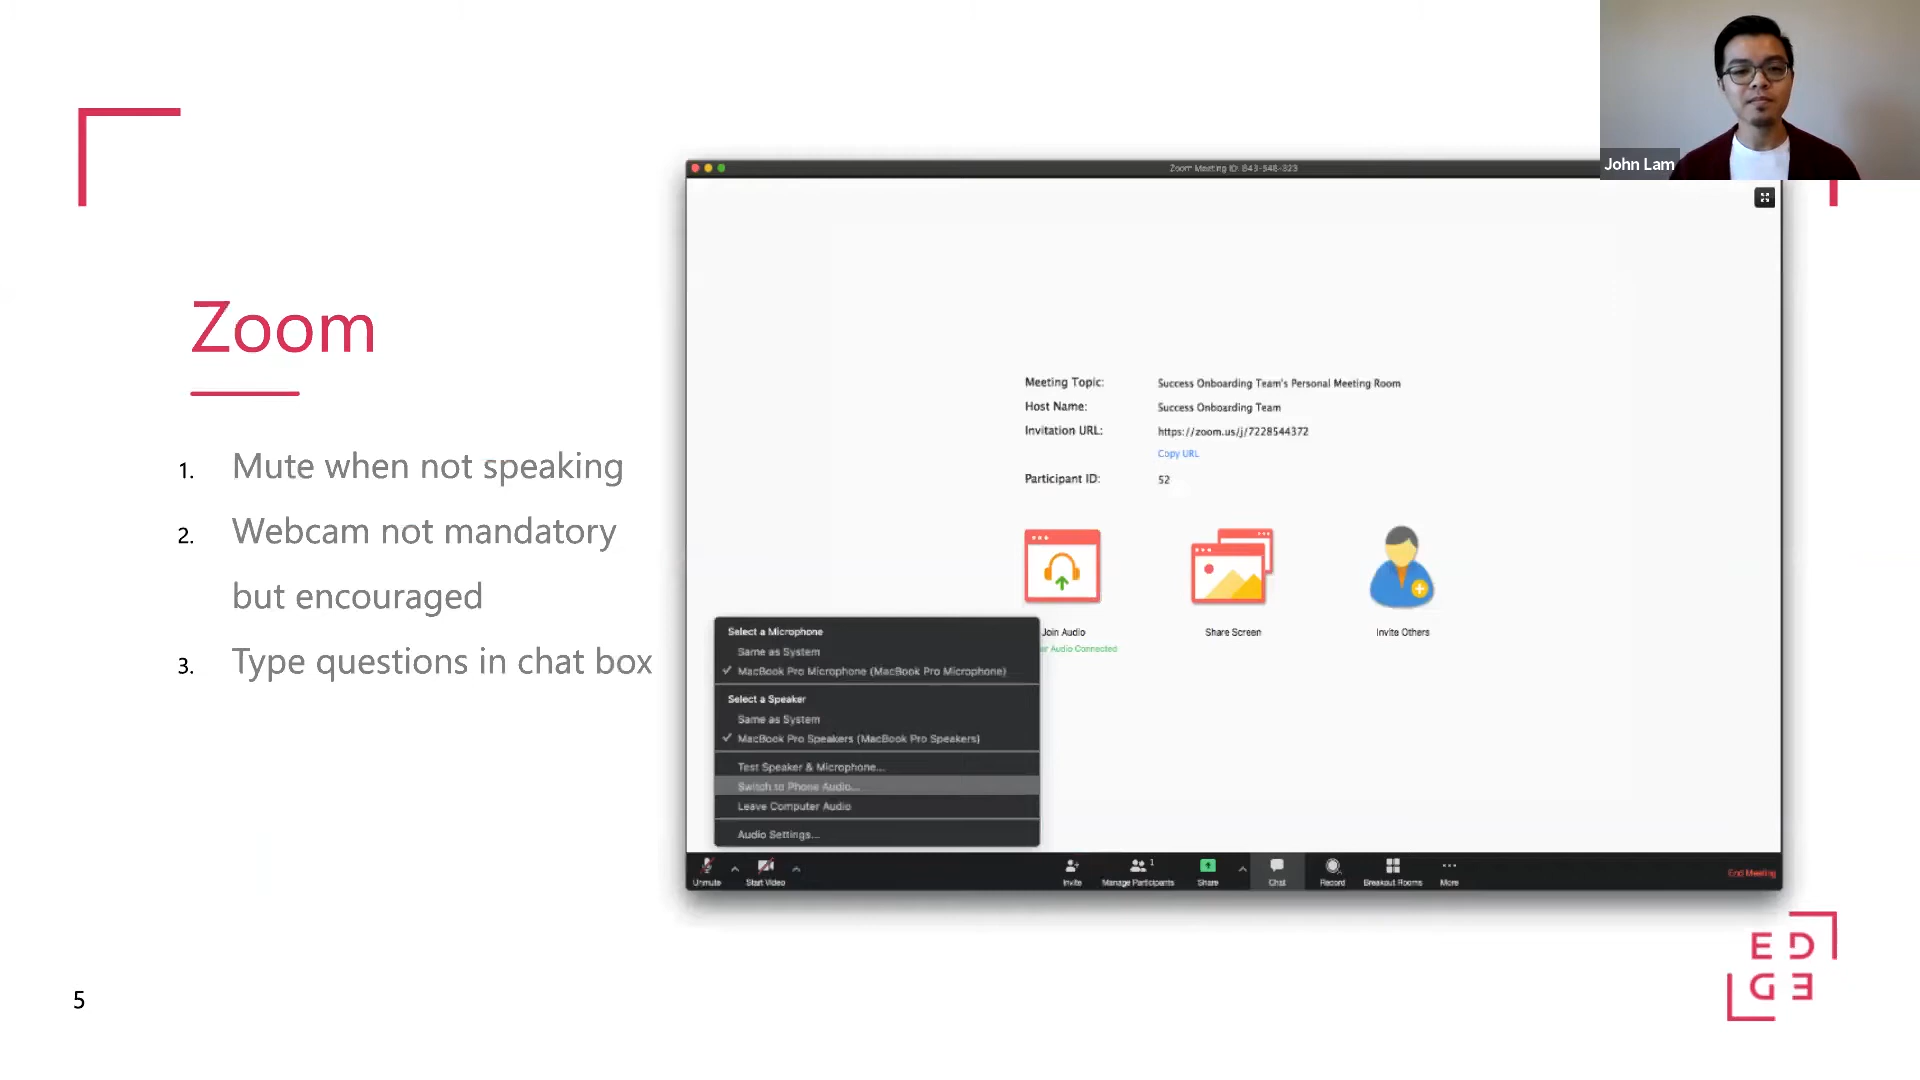 John Lam
Zoom Meeting ID: 843-548-323
Zoom
1. Mute when not speaking
2. Webcam not mandatory
but encouraged
3. Type questions in chat box
Meeting Topic: Success Onboarding Team's Personal Meeting Room
Host Name: Success Onboarding Team
Invitation URL: https://zoom.us/j/7228544372
Copy URL
Participant ID: 52
Join Audio Share Screen Invite Others
Audio Connected
Select a Microphone
Same as System
✓ MacBook Pro Microphone (MacBook Pro Microphone)
Select a Speaker
Same as System
✓ MacBook Pro Speakers (MacBook Pro Speakers)
Test Speaker & Microphone...
Switch to Phone Audio...
Leave Computer Audio
Audio Settings...
Unmute Start Video Invite Manage Participants 1 Share Chat Record Breakout Rooms More End Meeting
ED
GE
5